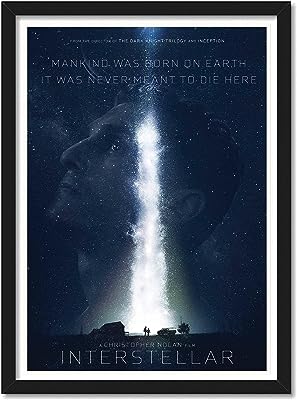 FROM THE DIRECTOR OF THE DARK KNIGHT TRILOGY AND INCEPTION
MANKIND WAS BORN ON EARTH
IT WAS NEVER MEANT TO DIE HERE
A CHRISTOPHER NOLAN FILM
INTERSTELLAR